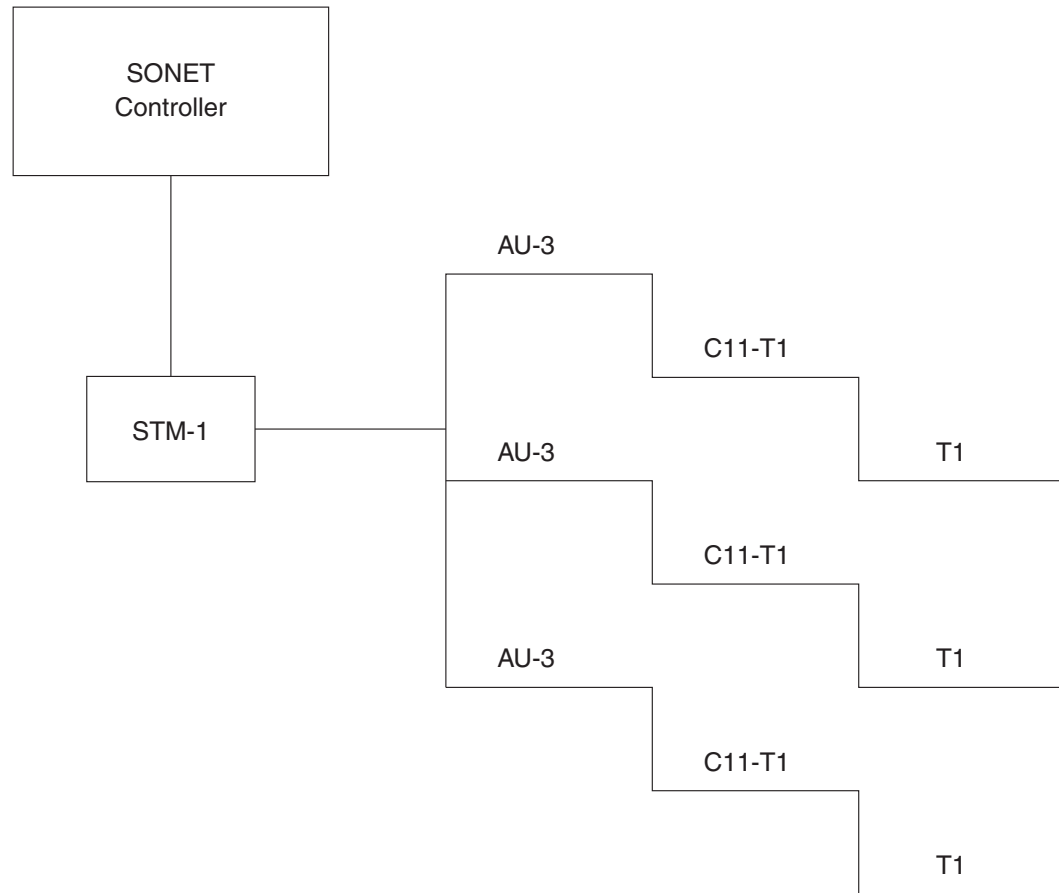 SONET
Controller
AU-3
C11-T1
STM-1
AU-3
T1
C11-T1
AU-3
T1
C11-T1
T1